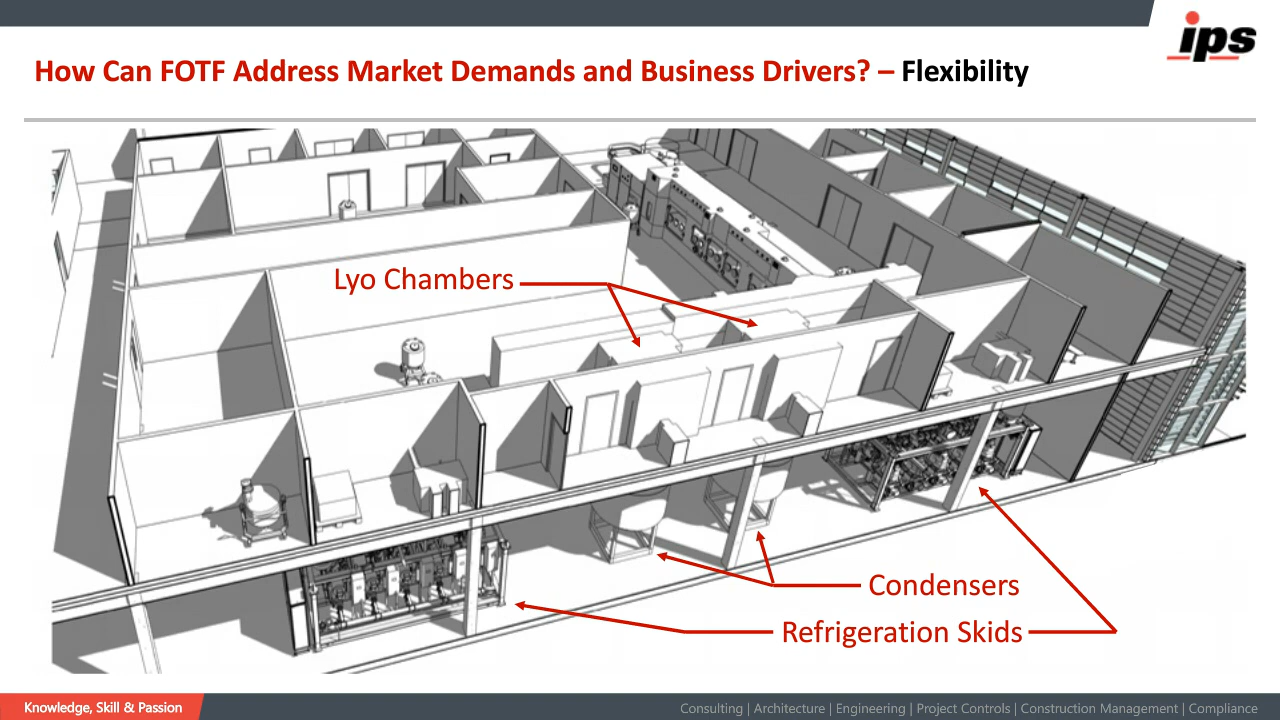 ips
How Can FOTF Address Market Demands and Business Drivers? – Flexibility
Lyo Chambers
Condensers
Refrigeration Skids
Knowledge, Skill & Passion
Consulting | Architecture | Engineering | Project Controls | Construction Management | Compliance